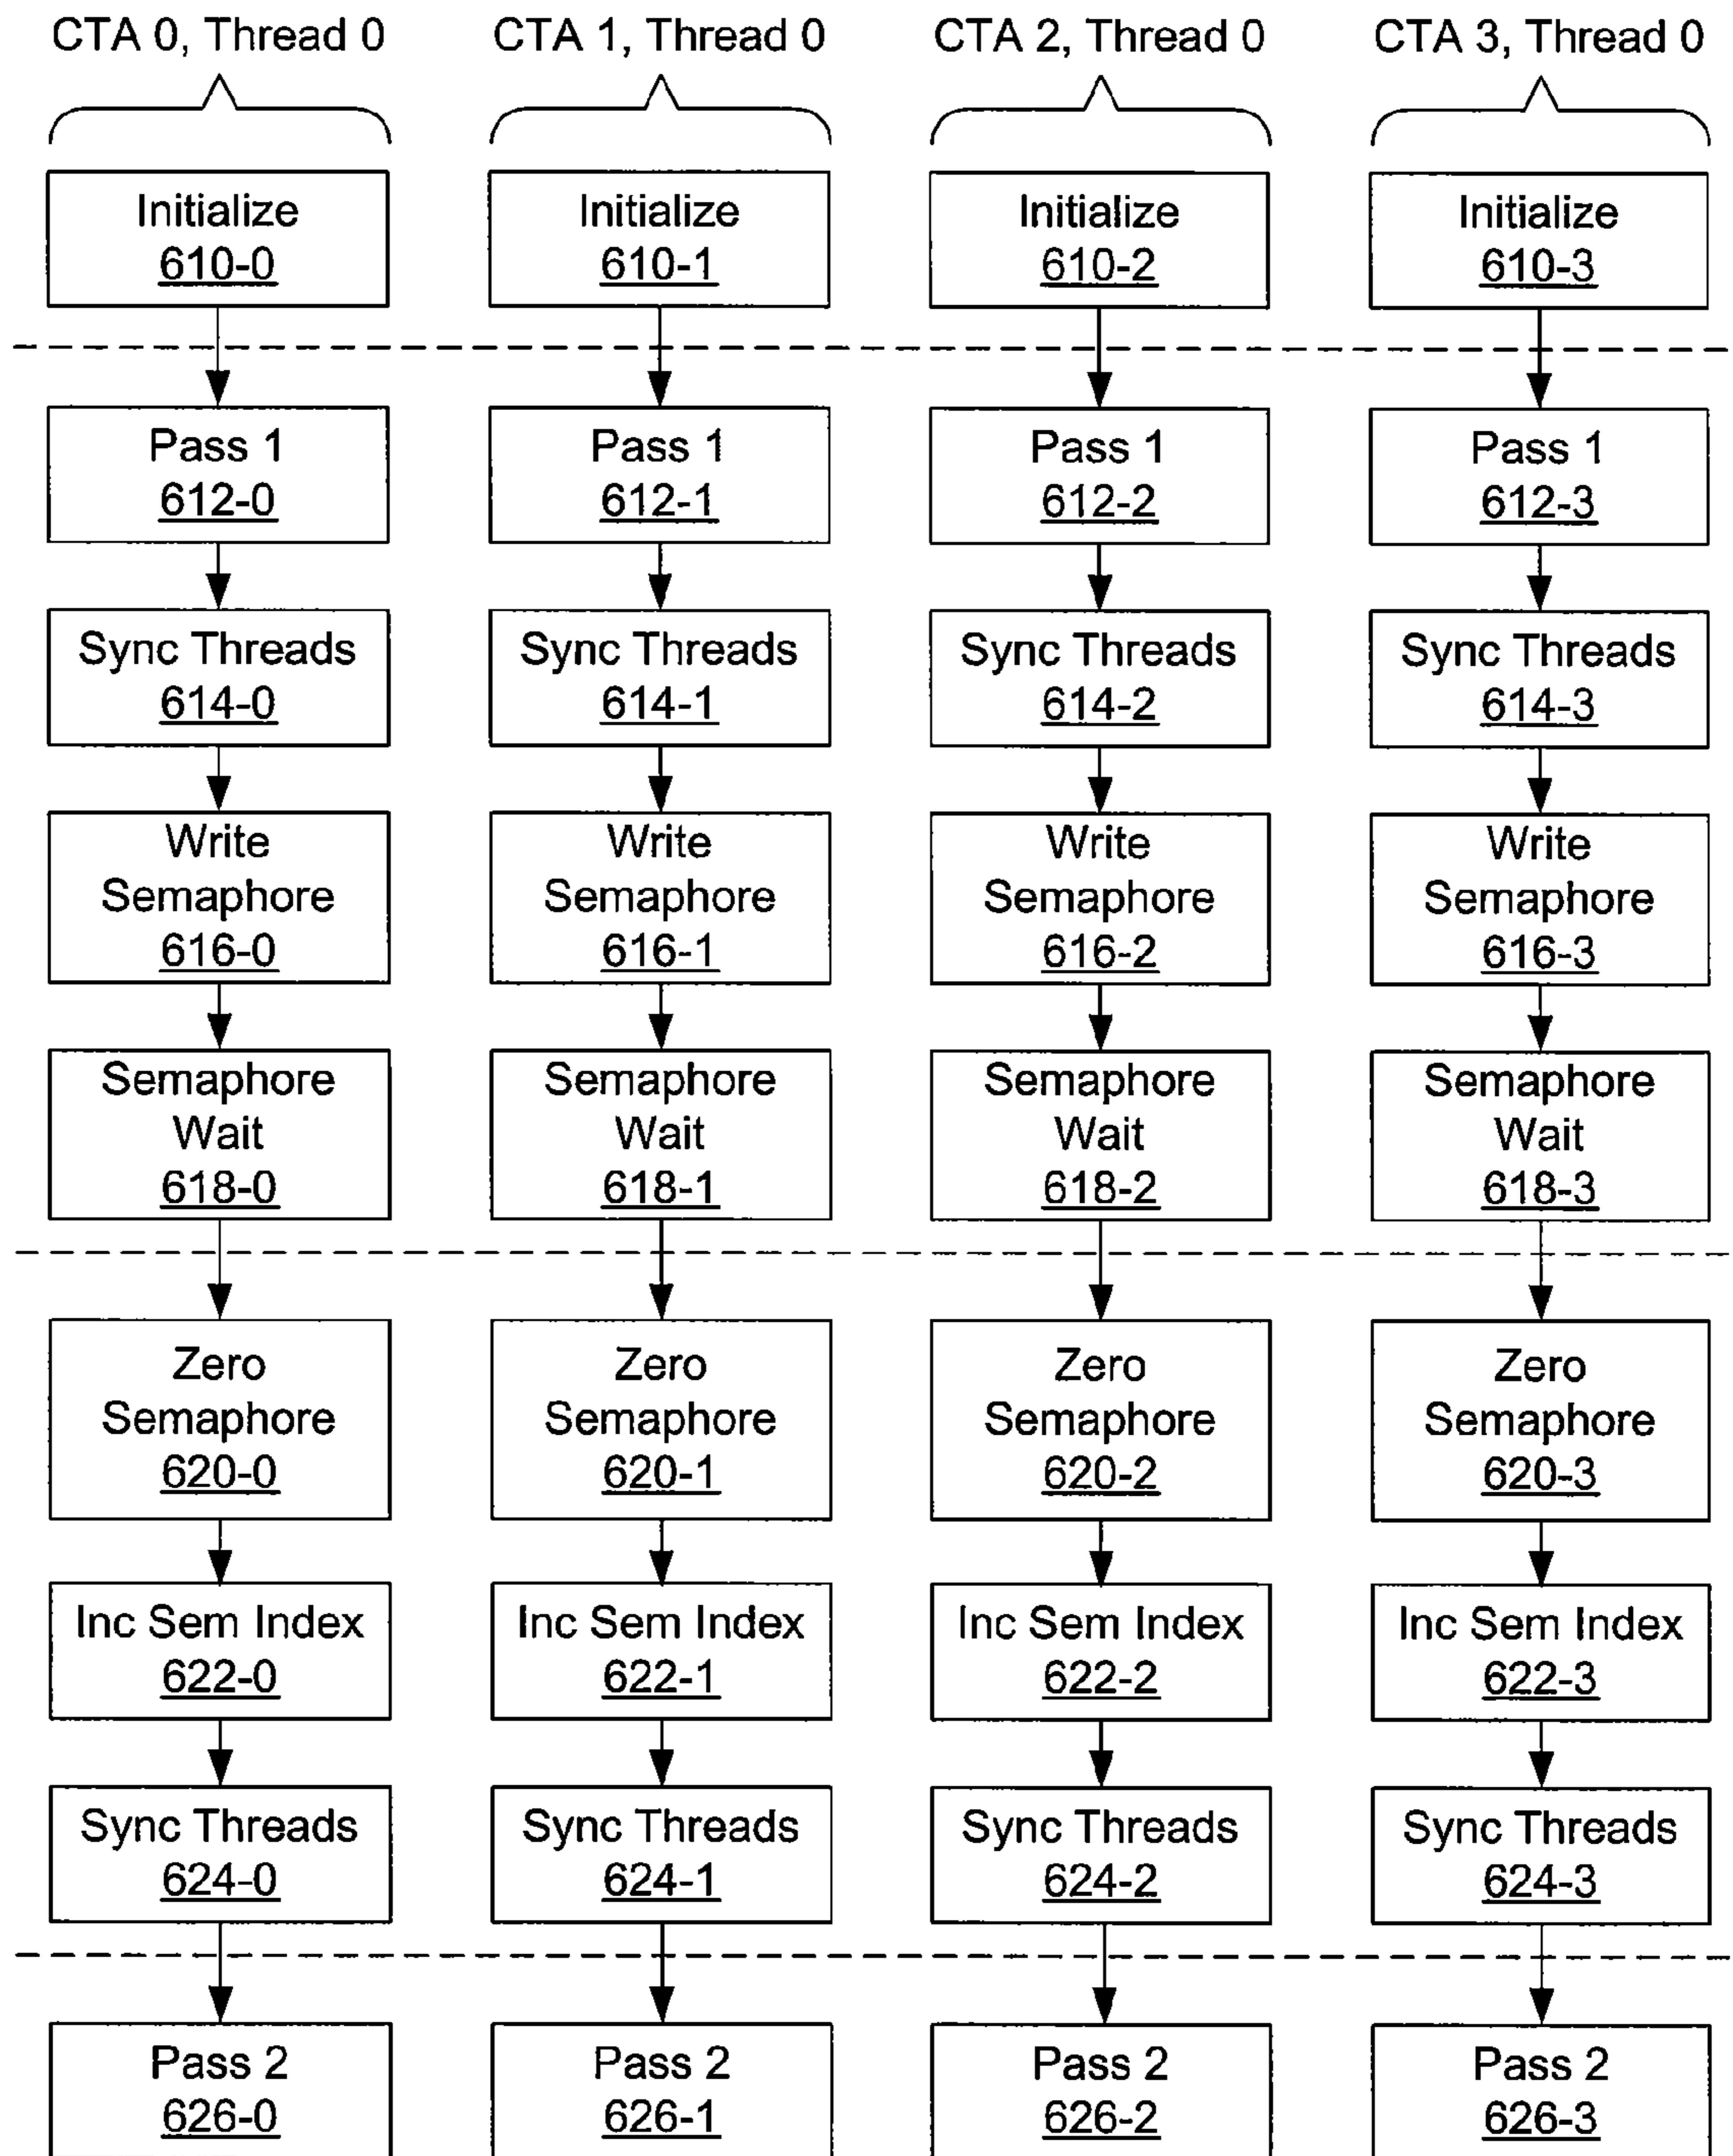 CTA 0, Thread 0
CTA 1, Thread 0
CTA 2, Thread 0
CTA 3, Thread 0
Initialize
610-0
Initialize
610-1
Initialize
610-2
Initialize
610-3
Pass 1
612-0
Pass 1
612-1
Pass 1
612-2
Pass 1
612-3
Sync Threads
614-0
Sync Threads
614-1
Sync Threads
614-2
Sync Threads
614-3
Write
Semaphore
616-0
Write
Semaphore
616-1
Write
Semaphore
616-2
Write
Semaphore
616-3
Semaphore
Wait
618-0
Semaphore
Wait
618-1
Semaphore
Wait
618-2
Semaphore
Wait
618-3
Zero
Semaphore
620-0
Zero
Semaphore
620-1
Zero
Semaphore
620-2
Zero
Semaphore
620-3
Inc Sem Index
622-0
Inc Sem Index
622-1
Inc Sem Index
622-2
Inc Sem Index
622-3
Sync Threads
624-0
Sync Threads
624-1
Sync Threads
624-2
Sync Threads
624-3
Pass 2
626-0
Pass 2
626-1
Pass 2
626-2
Pass 2
626-3